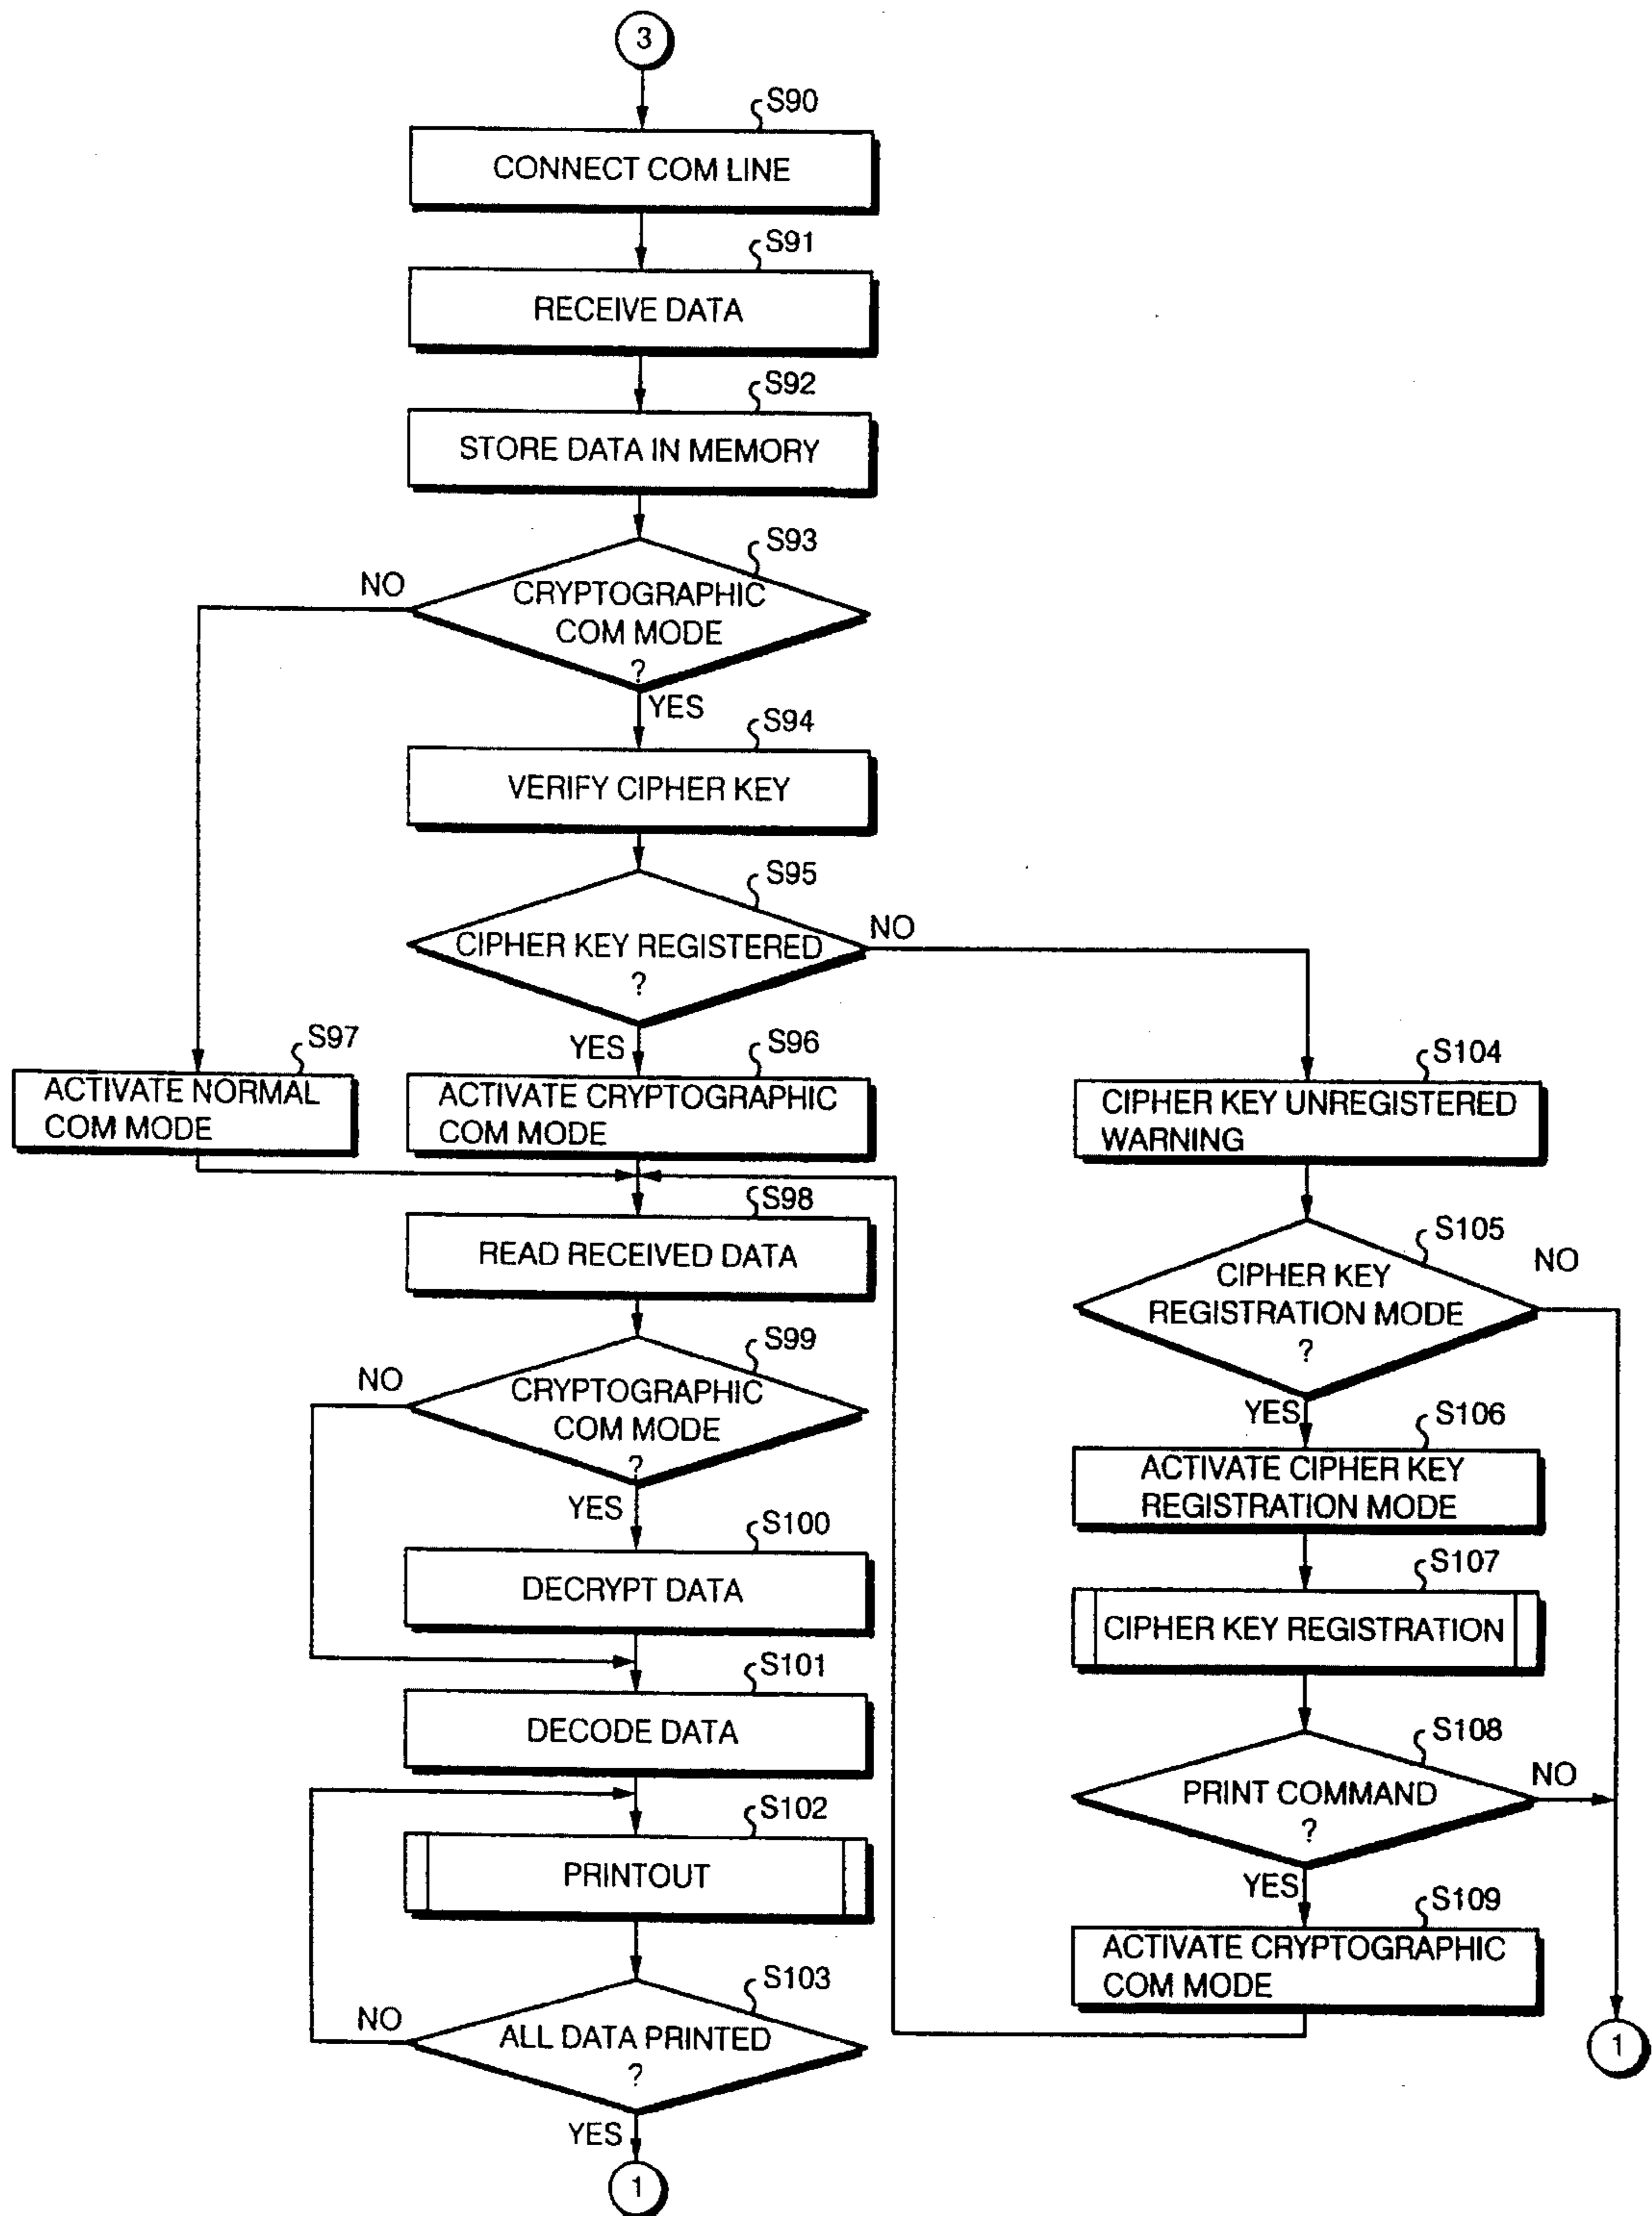 3
S90
CONNECT COM LINE
S91
RECEIVE DATA
S92
STORE DATA IN MEMORY
S93
NO
CRYPTOGRAPHIC
COM MODE
?
YES
S94
VERIFY CIPHER KEY
S95
CIPHER KEY REGISTERED
?
NO
YES
S97
ACTIVATE NORMAL
COM MODE
S96
ACTIVATE CRYPTOGRAPHIC
COM MODE
S98
READ RECEIVED DATA
S99
NO
CRYPTOGRAPHIC
COM MODE
?
YES
S100
DECRYPT DATA
S101
DECODE DATA
S102
PRINTOUT
S103
NO
ALL DATA PRINTED
?
YES
1
S104
CIPHER KEY UNREGISTERED
WARNING
S105
NO
CIPHER KEY
REGISTRATION MODE
?
YES
S106
ACTIVATE CIPHER KEY
REGISTRATION MODE
S107
CIPHER KEY REGISTRATION
S108
PRINT COMMAND
?
NO
YES
S109
ACTIVATE CRYPTOGRAPHIC
COM MODE
1